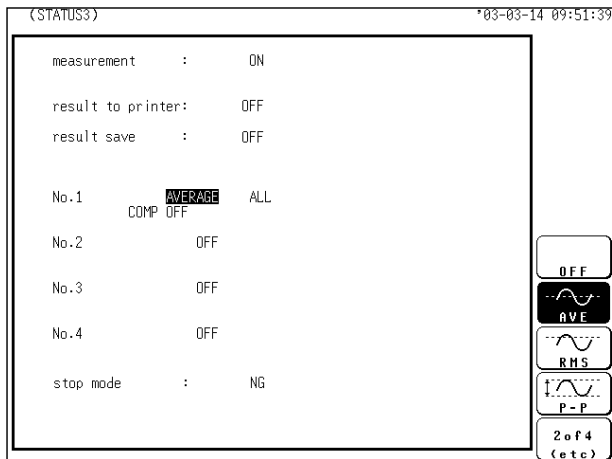 (STATUS3) '03-03-14 09:51:39
measurement : ON
result to printer: OFF
result save : OFF
No.1 AVERAGE ALL
COMP OFF
No.2 OFF
No.3 OFF
No.4 OFF
stop mode : NG
OFF
AVE
RMS
P-P
2of4
(etc)